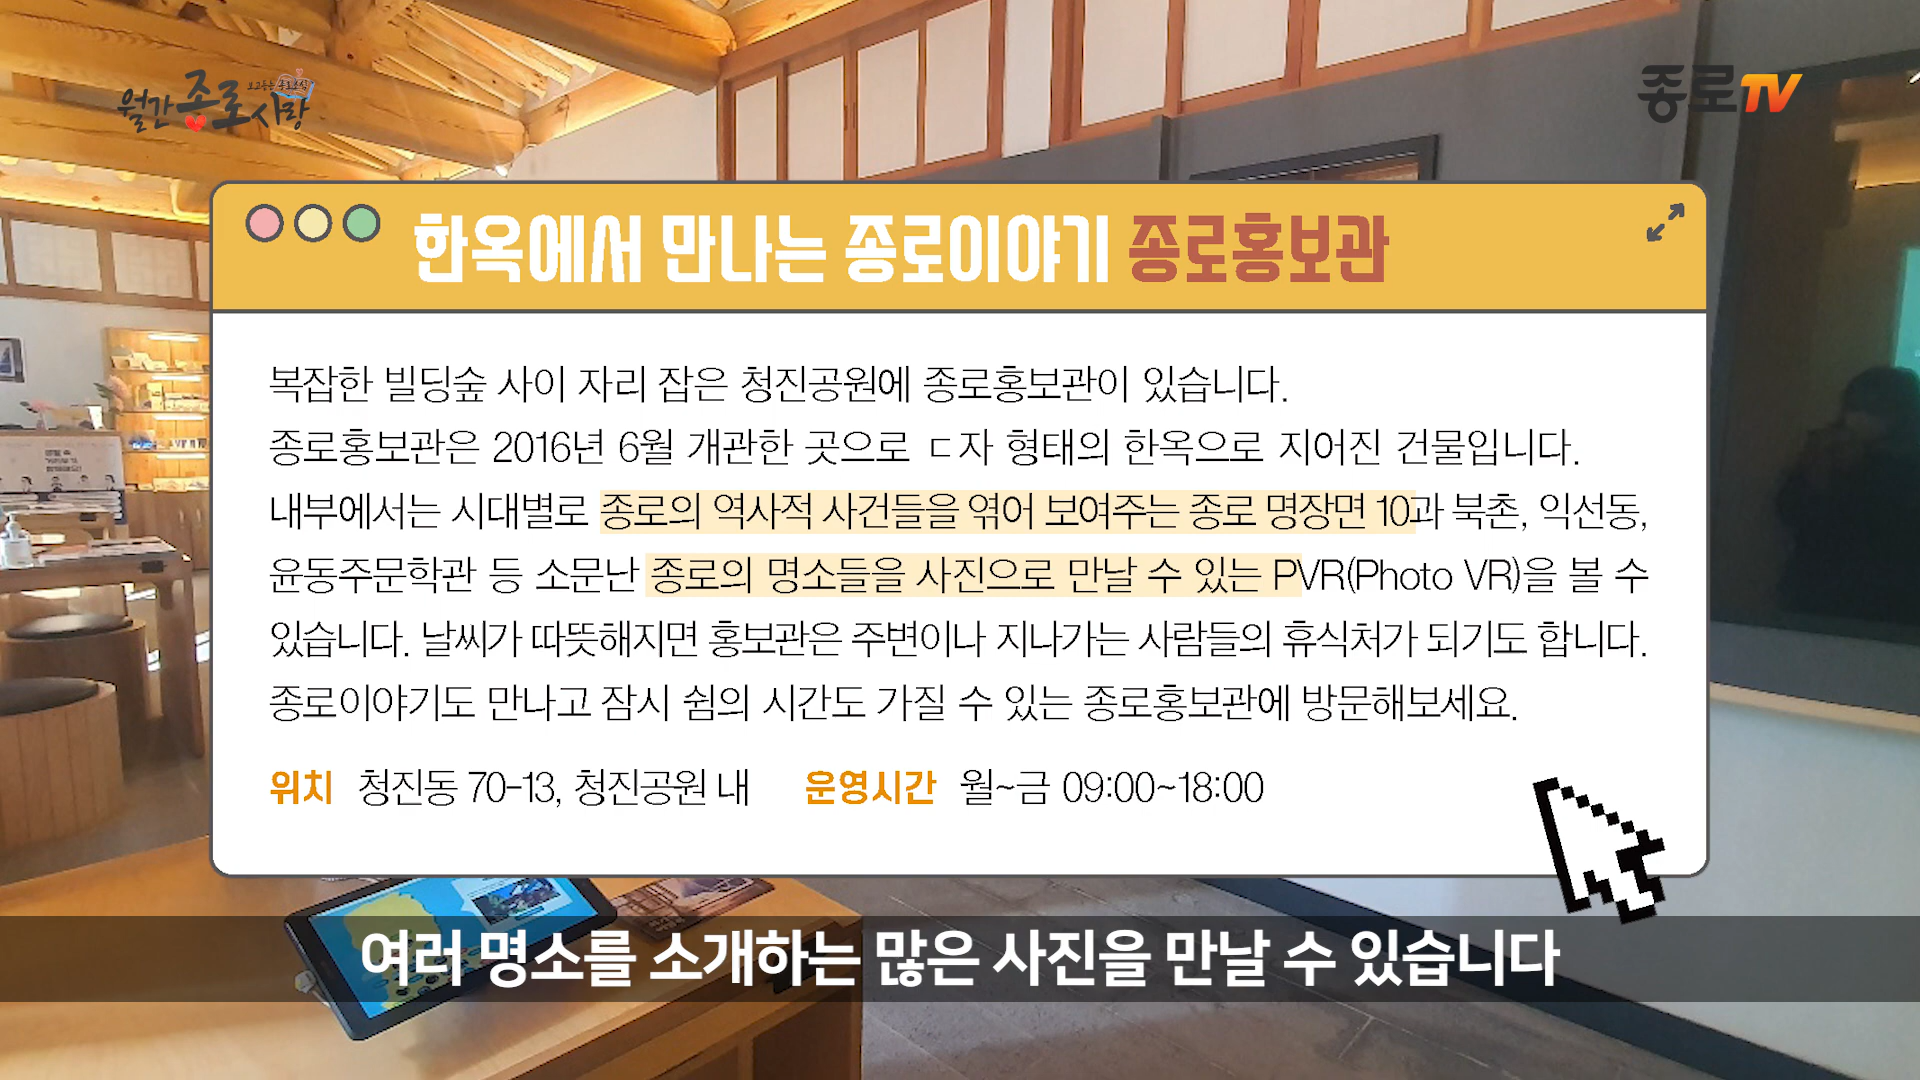 월간 종로사랑
종로TV
한옥에서 만나는 종로이야기 종로홍보관
복잡한 빌딩숲 사이 자리 잡은 청진공원에 종로홍보관이 있습니다.
종로홍보관은 2016년 6월 개관한 곳으로 ㄷ자 형태의 한옥으로 지어진 건물입니다.
내부에서는 시대별로 종로의 역사적 사건들을 엮어 보여주는 종로 명장면 10과 북촌, 익선동,
윤동주문학관 등 소문난 종로의 명소들을 사진으로 만날 수 있는 PVR(Photo VR)을 볼 수
있습니다. 날씨가 따뜻해지면 홍보관은 주변이나 지나가는 사람들의 휴식처가 되기도 합니다.
종로이야기도 만나고 잠시 쉼의 시간도 가질 수 있는 종로홍보관에 방문해보세요.
위치 청진동 70-13, 청진공원 내 운영시간 월~금 09:00~18:00
여러 명소를 소개하는 많은 사진을 만날 수 있습니다